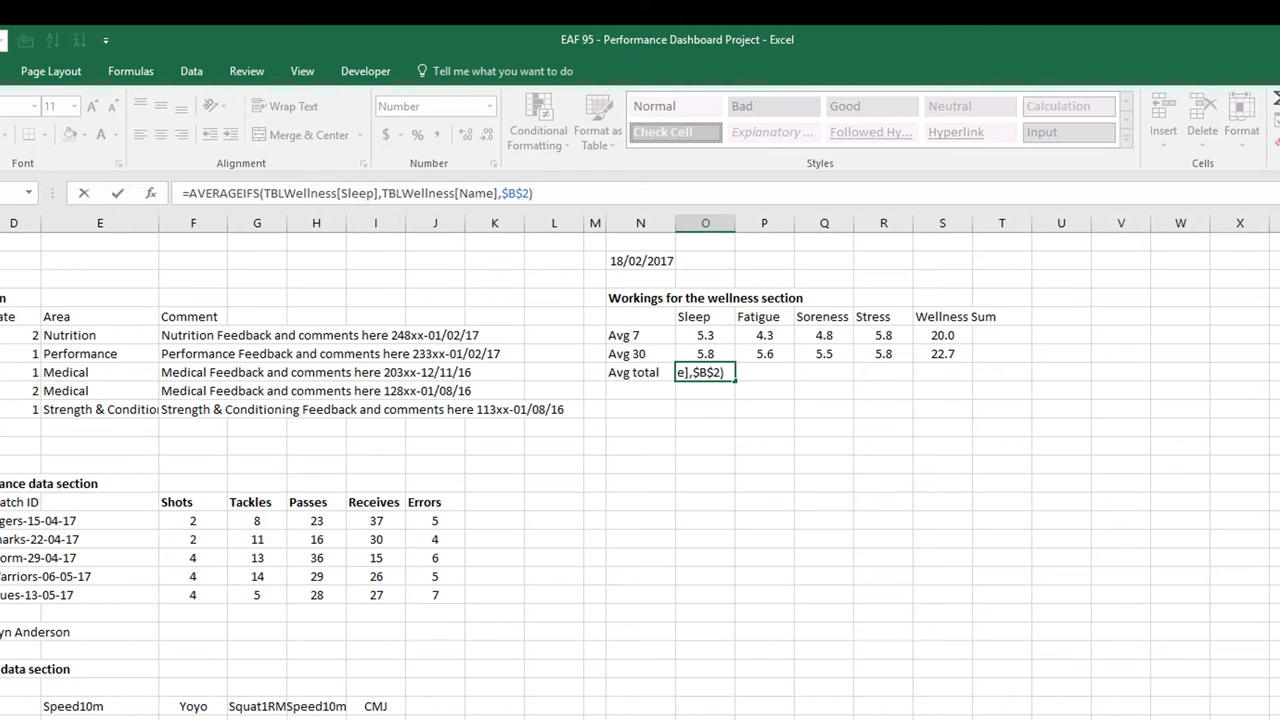 EAF 95 - Performance Dashboard Project - Excel
Page Layout Formulas Data Review View Developer Tell me what you want to do
11 Wrap Text Number Conditional Formatting Format as Table Normal Bad Good Neutral Calculation Insert Delete Format
Merge & Center $ % Check Cell Explanatory ... Followed Hy... Hyperlink Input
Font Alignment Number Styles Cells
=AVERAGEIFS(TBLWellness[Sleep],TBLWellness[Name],$B$2)
D E F G H I J K L M N O P Q R S T U V W X
18/02/2017
on Workings for the wellness section
ate Area Comment Sleep Fatigue Soreness Stress Wellness Sum
2 Nutrition Nutrition Feedback and comments here 248xx-01/02/17 Avg 7 5.3 4.3 4.8 5.8 20.0
1 Performance Performance Feedback and comments here 233xx-01/02/17 Avg 30 5.8 5.6 5.5 5.8 22.7
1 Medical Medical Feedback and comments here 203xx-12/11/16 Avg total e],$B$2)
2 Medical Medical Feedback and comments here 128xx-01/08/16
1 Strength & Conditior Strength & Conditioning Feedback and comments here 113xx-01/08/16
ance data section
atch ID Shots Tackles Passes Receives Errors
gers-15-04-17 2 8 23 37 5
harks-22-04-17 2 11 16 30 4
orm-29-04-17 4 13 36 15 6
arriors-06-05-17 4 14 29 26 5
ues-13-05-17 4 5 28 27 7
yn Anderson
data section
Speed10m Yoyo Squat1RM Speed10m CMJ